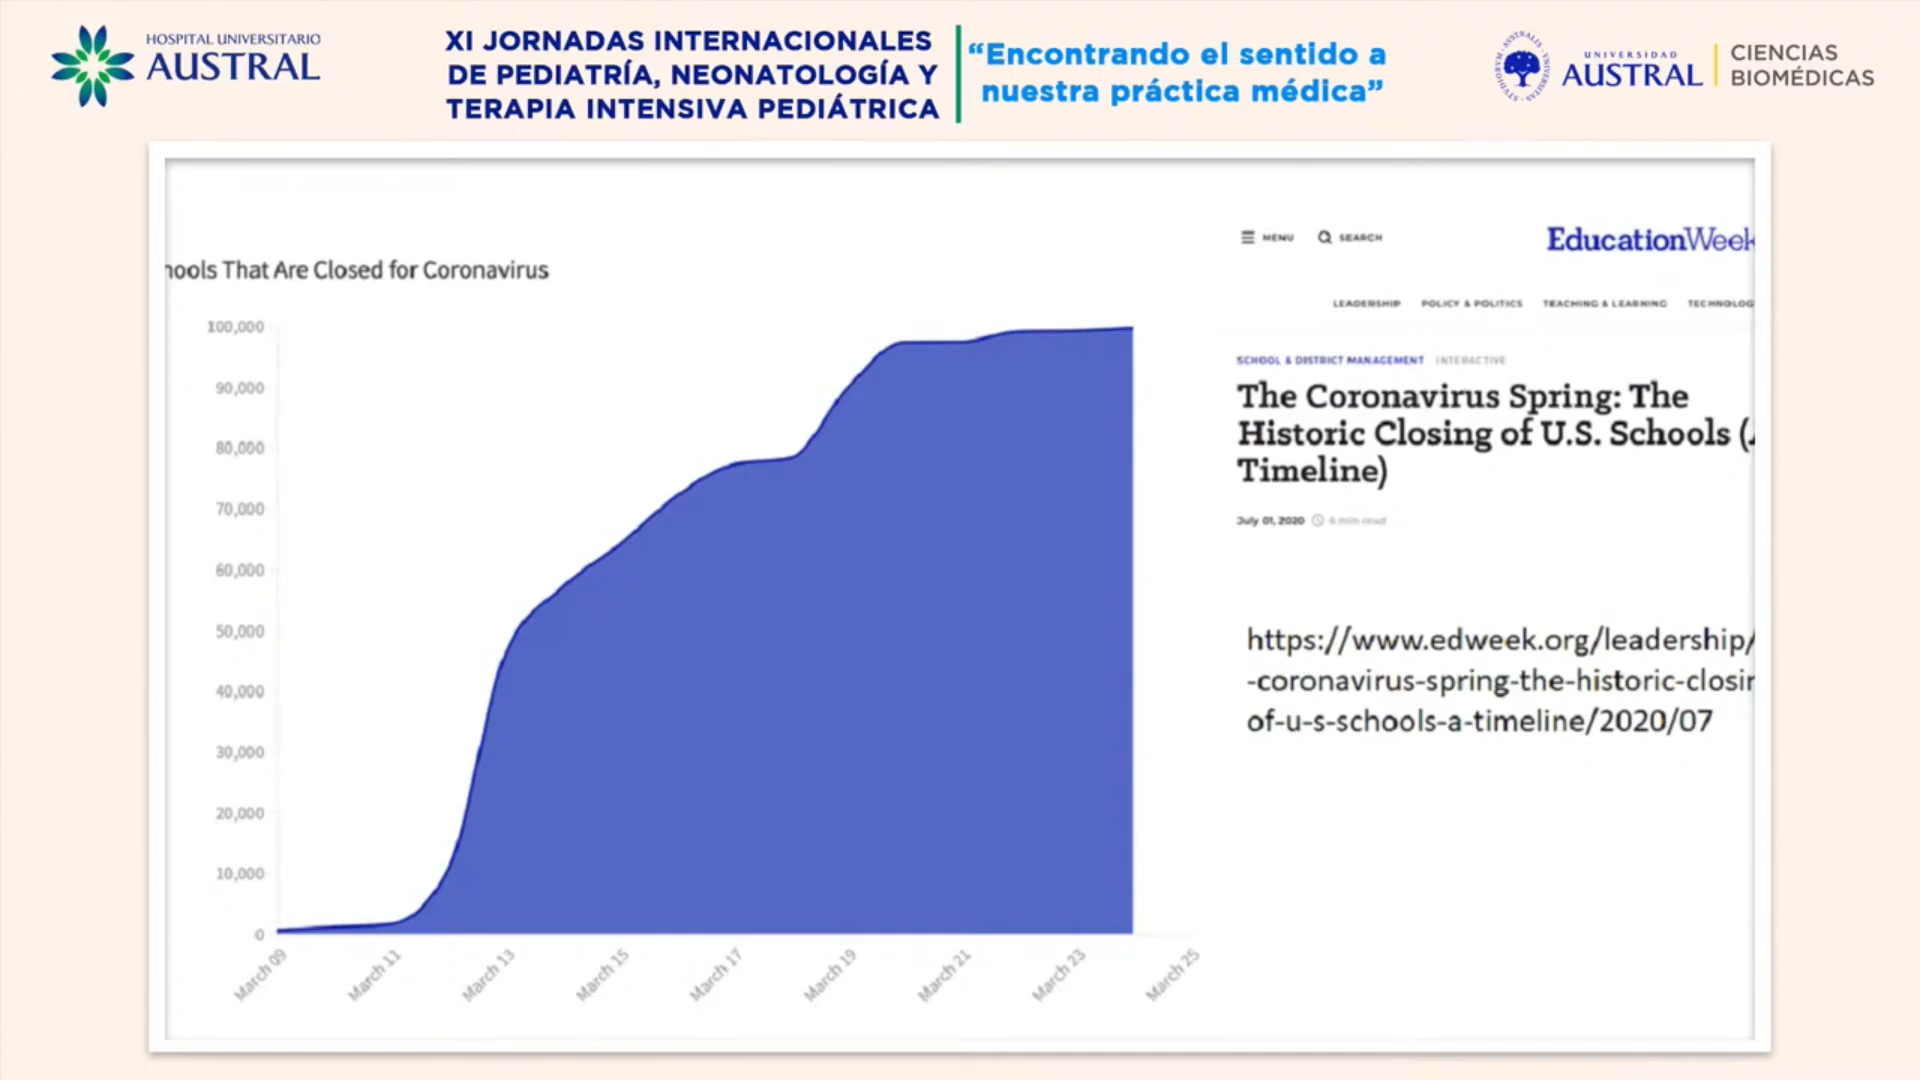 HOSPITAL UNIVERSITARIO
AUSTRAL
XI JORNADAS INTERNACIONALES
DE PEDIATRÍA, NEONATOLOGÍA Y
TERAPIA INTENSIVA PEDIÁTRICA
“Encontrando el sentido a
nuestra práctica médica”
UNIVERSIDAD
AUSTRAL
CIENCIAS
BIOMÉDICAS
That Are Closed for Coronavirus
100,000
90,000
80,000
70,000
60,000
50,000
40,000
30,000
20,000
10,000
0
March 09
March 11
March 13
March 15
March 17
March 19
March 21
March 23
March 25
MENU SEARCH
EducationWeek
LEADERSHIP POLICY & POLITICS TEACHING & LEARNING
SCHOOL & DISTRICT MANAGEMENT INTERACTIVE
The Coronavirus Spring: The
Historic Closing of U.S. Schools (
Timeline)
July 01, 2020 6 min read
https://www.edweek.org/leadership/
-coronavirus-spring-the-historic-
of-u-s-schools-a-timeline/2020/07